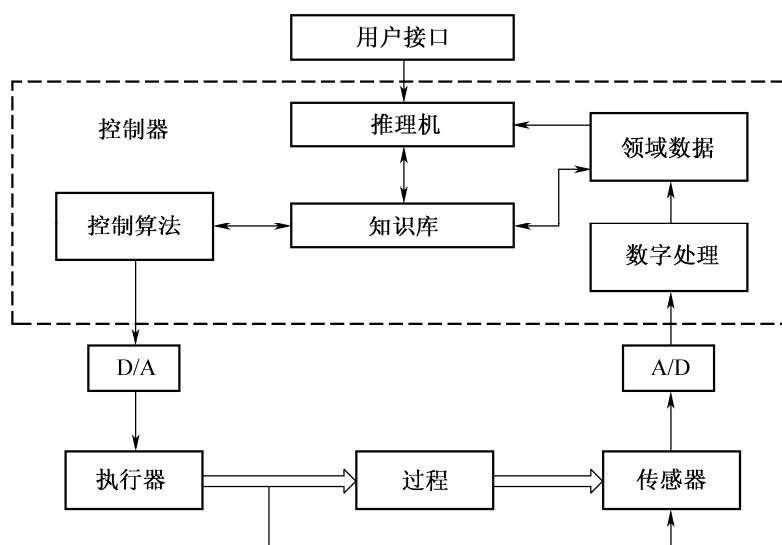 用户接口
控制器
推理机
领域数据
控制算法
知识库
数字处理
D/A
A/D
执行器
过程
传感器